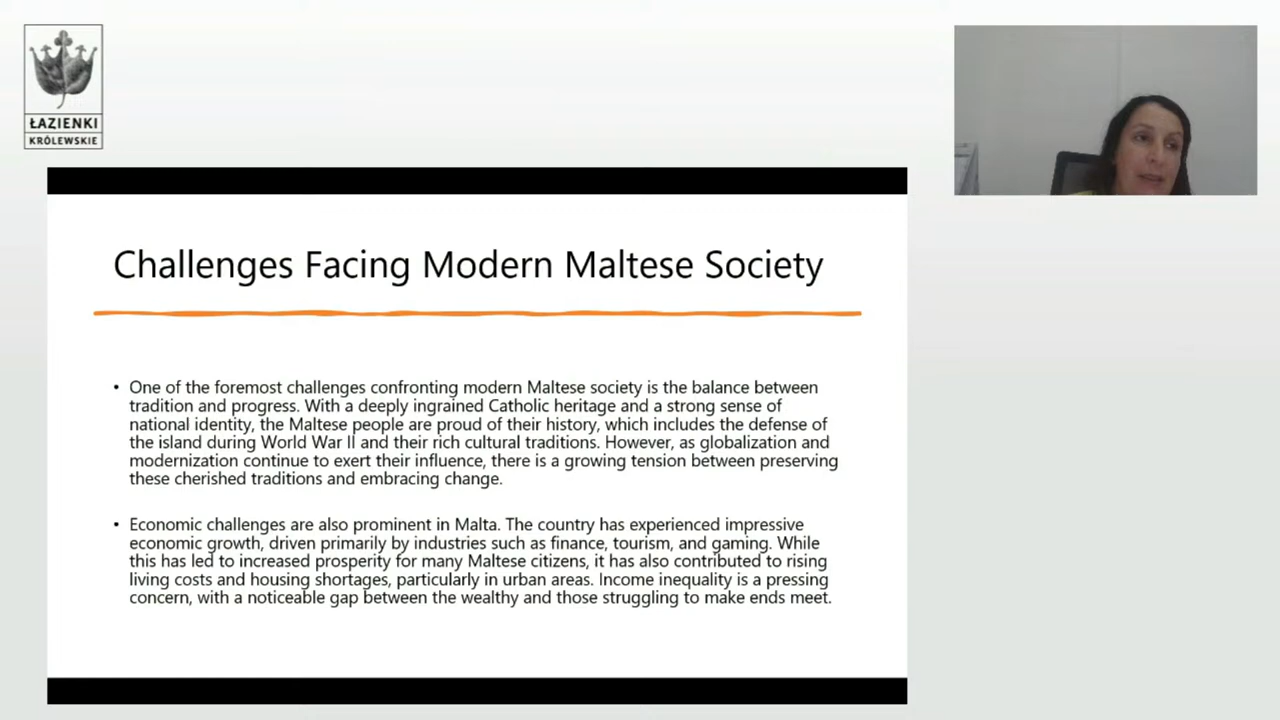 ŁAZIENKI
KRÓLEWSKIE
Challenges Facing Modern Maltese Society
• One of the foremost challenges confronting modern Maltese society is the balance between
tradition and progress. With a deeply ingrained Catholic heritage and a strong sense of
national identity, the Maltese people are proud of their history, which includes the defense of
the island during World War II and their rich cultural traditions. However, as globalization and
modernization continue to exert their influence, there is a growing tension between preserving
these cherished traditions and embracing change.
• Economic challenges are also prominent in Malta. The country has experienced impressive
economic growth, driven primarily by industries such as finance, tourism, and gaming. While
this has led to increased prosperity for many Maltese citizens, it has also contributed to rising
living costs and housing shortages, particularly in urban areas. Income inequality is a pressing
concern, with a noticeable gap between the wealthy and those struggling to make ends meet.